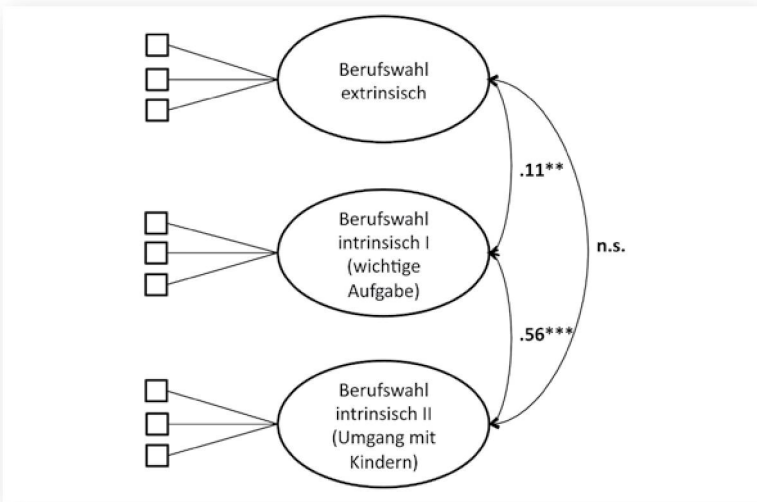 Berufswahl
extrinsisch
.11**
Berufswahl
intrinsisch I
(wichtige
Aufgabe)
n.s.
.56***
Berufswahl
intrinsisch II
(Umgang mit
Kindern)